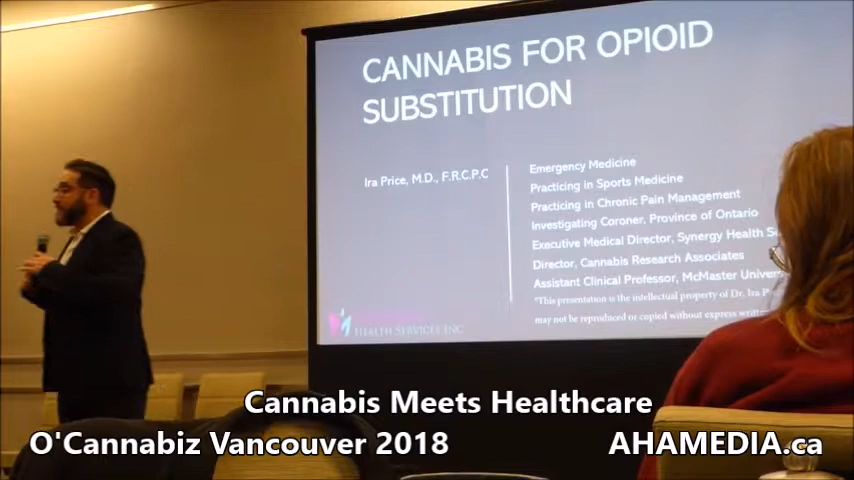 CANNABIS FOR OPIOID
SUBSTITUTION
Ira Price, M.D., F.R.C.P.C
Emergency Medicine
Practicing in Sports Medicine
Practicing in Chronic Pain Management
Investigating Coroner, Province of Ontario
Executive Medical Director, Synergy Health
Director, Cannabis Research Associates
Assistant Clinical Professor, McMaster
*This presentation is the intellectual property of Dr. Ira
may not be reproduced or copied without express
HEALTH SERVICES INC
Cannabis Meets Healthcare
O'Cannabiz Vancouver 2018
AHAMEDIA.ca